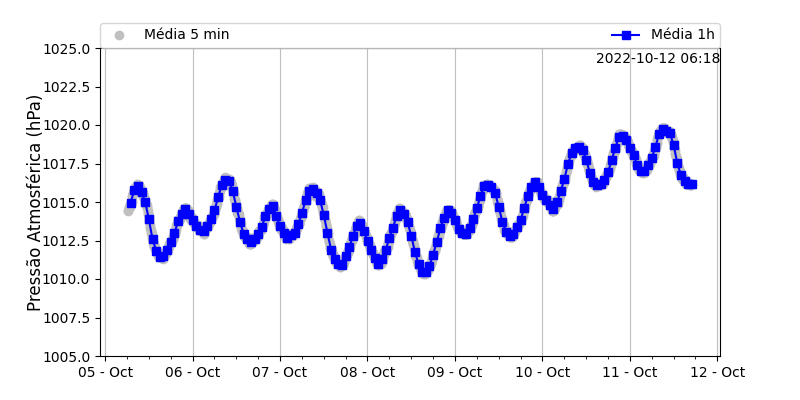 Média 5 min
Média 1h
2022-10-12 06:18
Pressão Atmosférica (hPa)
1025.0
1022.5
1020.0
1017.5
1015.0
1012.5
1010.0
1007.5
1005.0
05 - Oct
06 - Oct
07 - Oct
08 - Oct
09 - Oct
10 - Oct
11 - Oct
12 - Oct